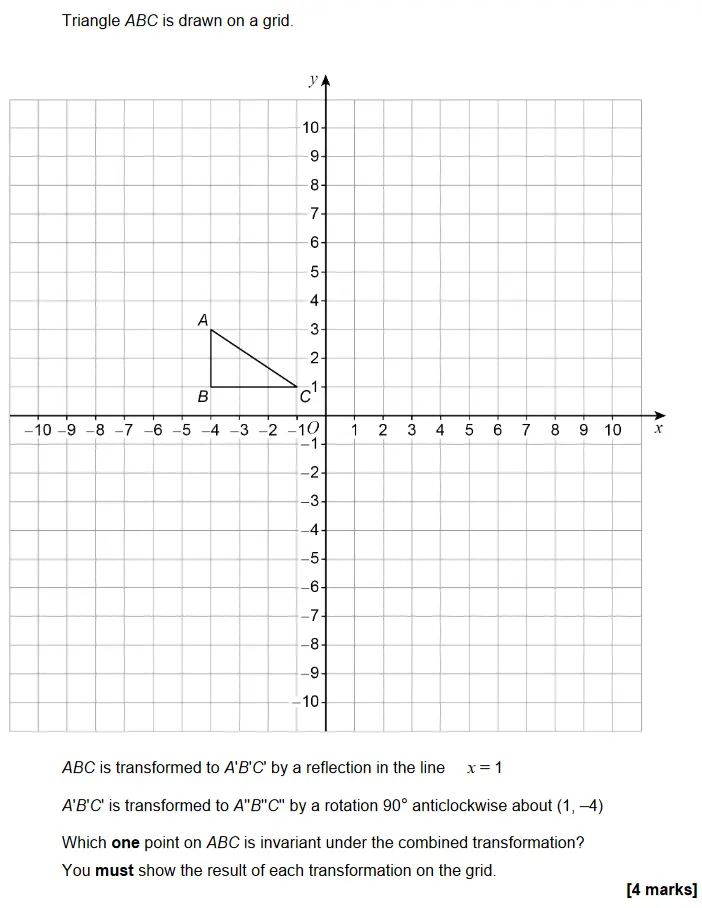 Triangle ABC is drawn on a grid.
y
10
9
8
7
6
5
4
A
3
2
B
C
1
–10 –9 –8 –7 –6 –5 –4 –3 –2 –1 O 1 2 3 4 5 6 7 8 9 10 x
–1
–2
–3
–4
–5
–6
–7
–8
–9
–10
ABC is transformed to A'B'C' by a reflection in the line x = 1
A'B'C' is transformed to A"B"C" by a rotation 90° anticlockwise about (1, –4)
Which one point on ABC is invariant under the combined transformation?
You must show the result of each transformation on the grid.
[4 marks]